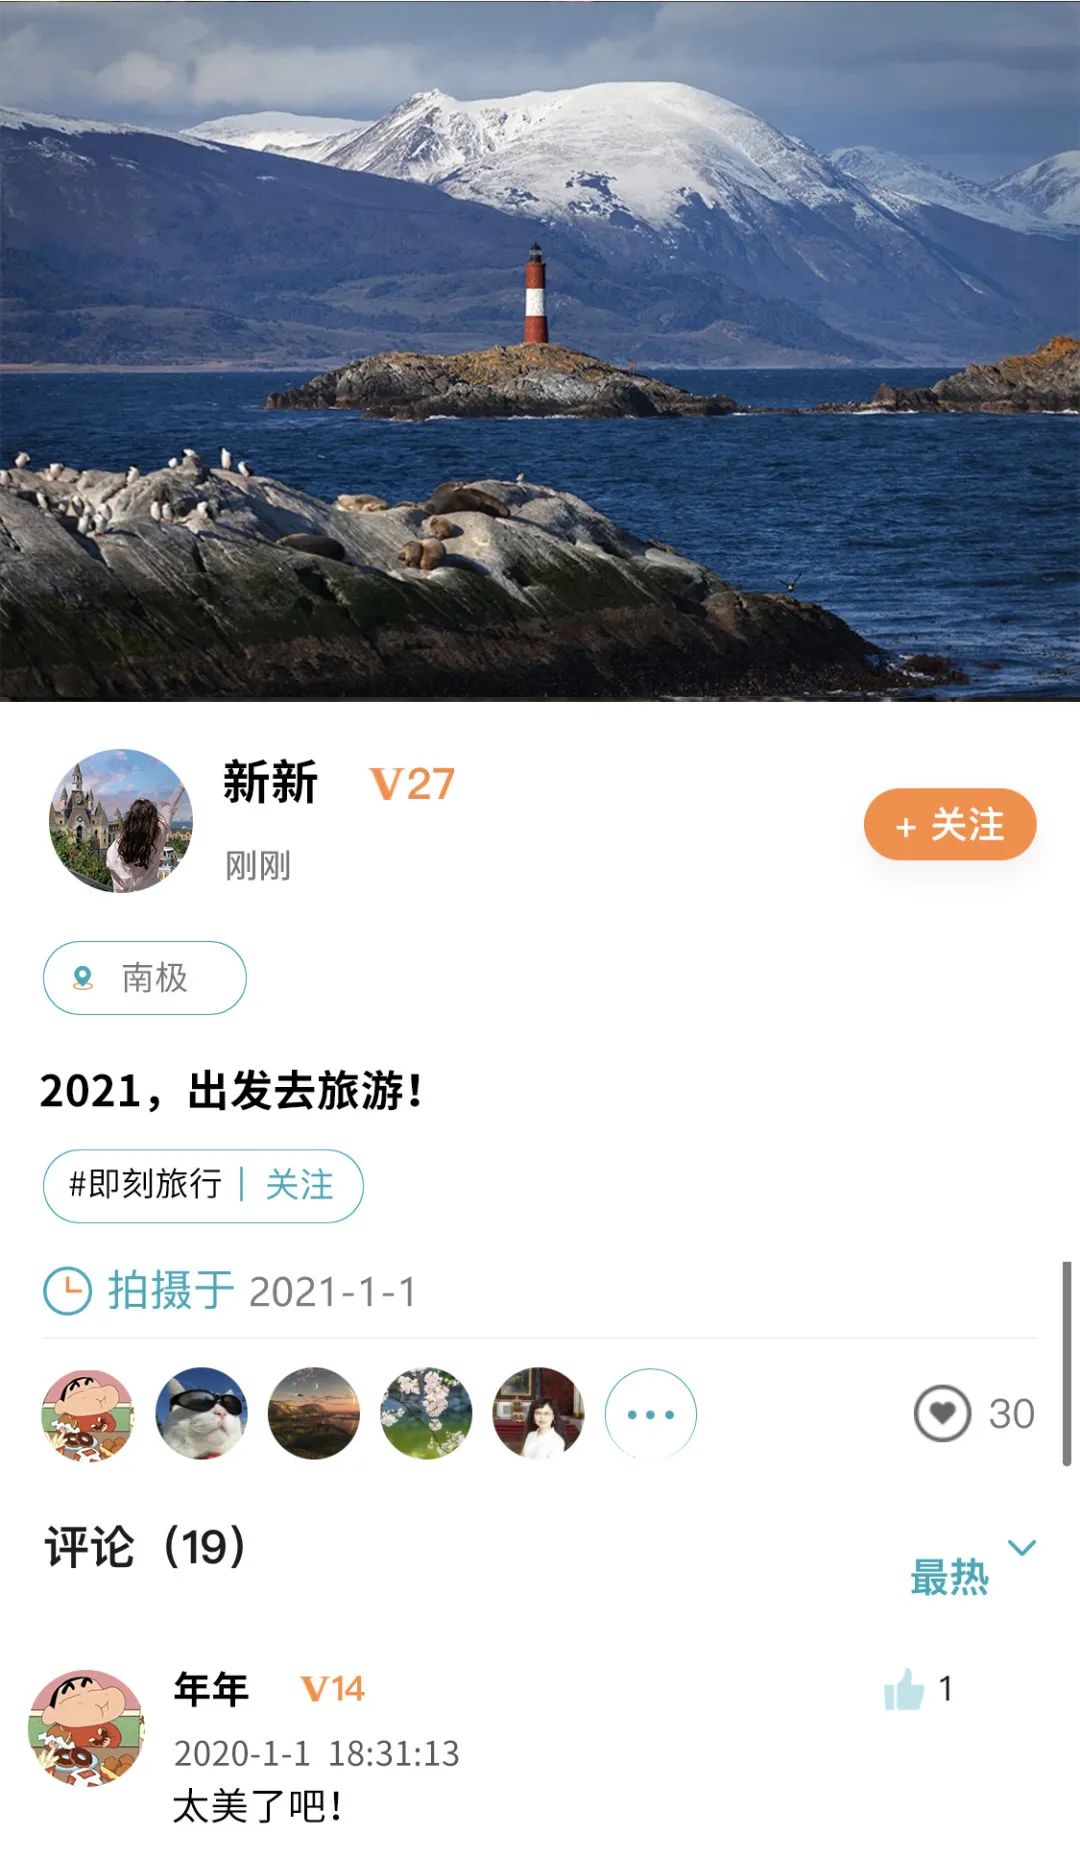 新新 V27
+ 关注
刚刚
南极
2021，出发去旅游！
#即刻旅行 | 关注
拍摄于 2021-1-1
30
评论（19）
最热
年年 V14
1
2020-1-1 18:31:13
太美了吧！